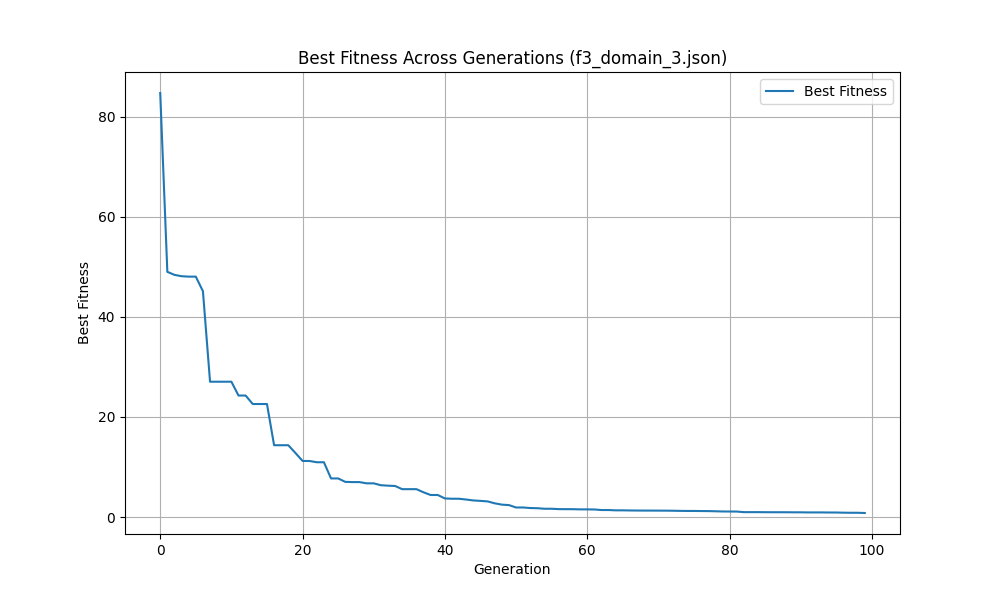 Best Fitness Across Generations (f3_domain_3.json)
Best Fitness
80
60
40
20
0
Best Fitness
0 20 40 60 80 100
Generation